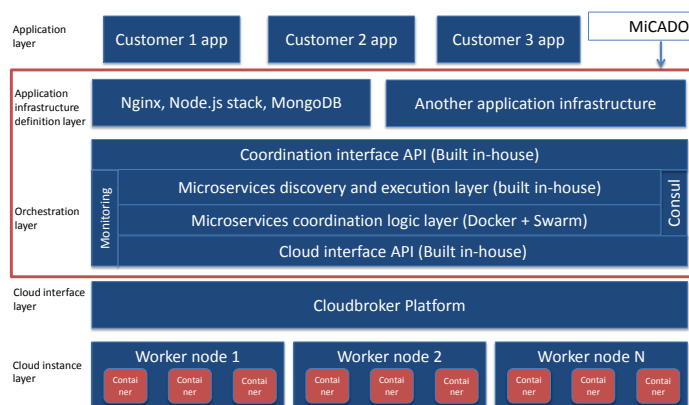 Application
layer
Customer 1 app
Customer 2 app
Customer 3 app
MiCADO
Application
infrastructure
definition layer
Nginx, Node.js stack, MongoDB
Another application infrastructure
Orchestration
layer
Coordination interface API (Built in-house)
Monitoring
Microservices discovery and execution layer (built in-house)
Consul
Microservices coordination logic layer (Docker + Swarm)
Cloud interface API (Built in-house)
Cloud interface
layer
Cloudbroker Platform
Cloud instance
layer
Worker node 1
Contai
ner
Contai
ner
Contai
ner
Worker node 2
Contai
ner
Contai
ner
Contai
ner
Worker node N
Contai
ner
Contai
ner
Contai
ner